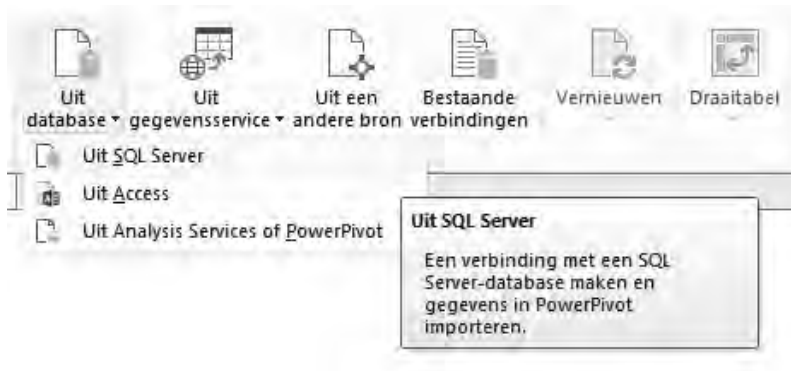 Uit database
Uit gegevensservice
Uit een andere bron
Bestaande verbindingen
Vernieuwen
Draaitabel
Uit SQL Server
Uit Access
Uit Analysis Services of PowerPivot
Uit SQL Server
Een verbinding met een SQL
Server-database maken en
gegevens in PowerPivot
importeren.